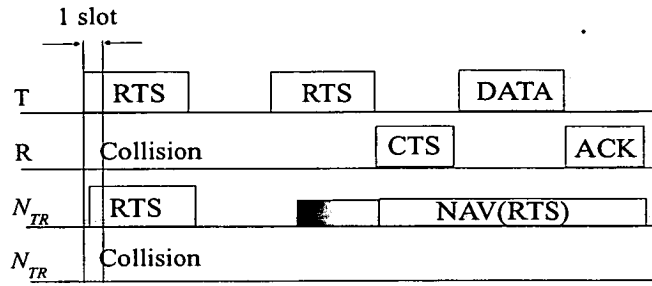 1 slot
T RTS RTS DATA
R Collision CTS ACK
N_TR RTS NAV(RTS)
N_TR Collision